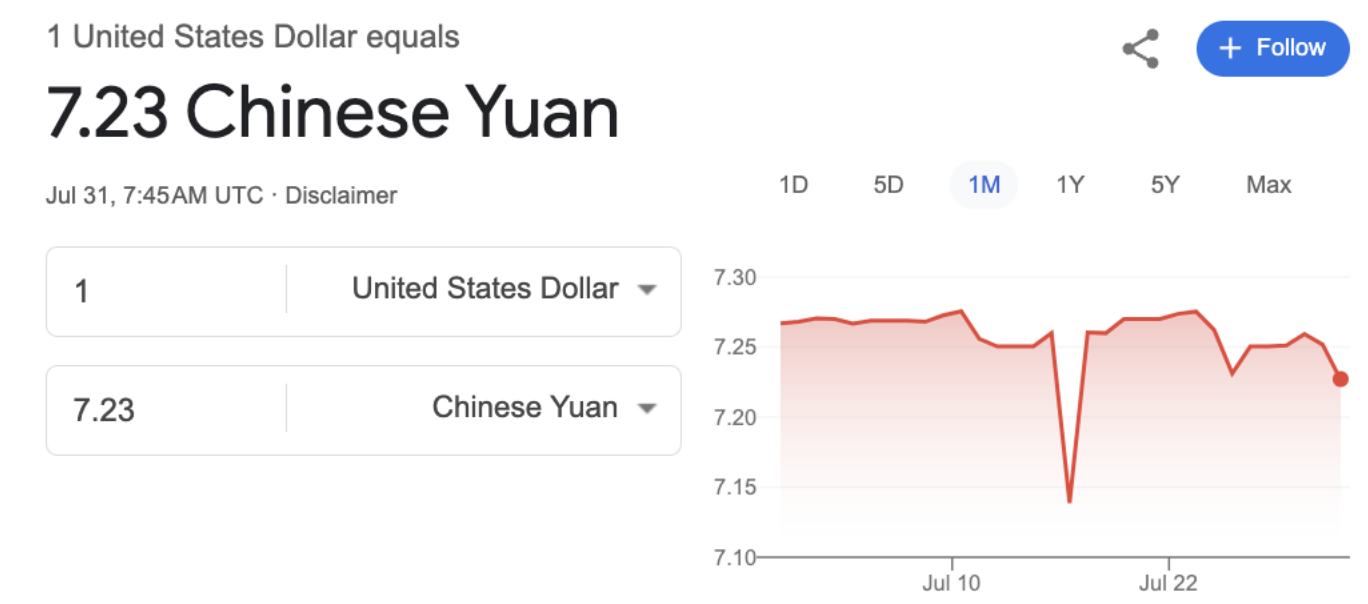 1 United States Dollar equals
7.23 Chinese Yuan
Jul 31, 7:45 AM UTC · Disclaimer
1 United States Dollar
7.23 Chinese Yuan
+ Follow
1D 5D 1M 1Y 5Y Max
7.30
7.25
7.20
7.15
7.10
Jul 10 Jul 22